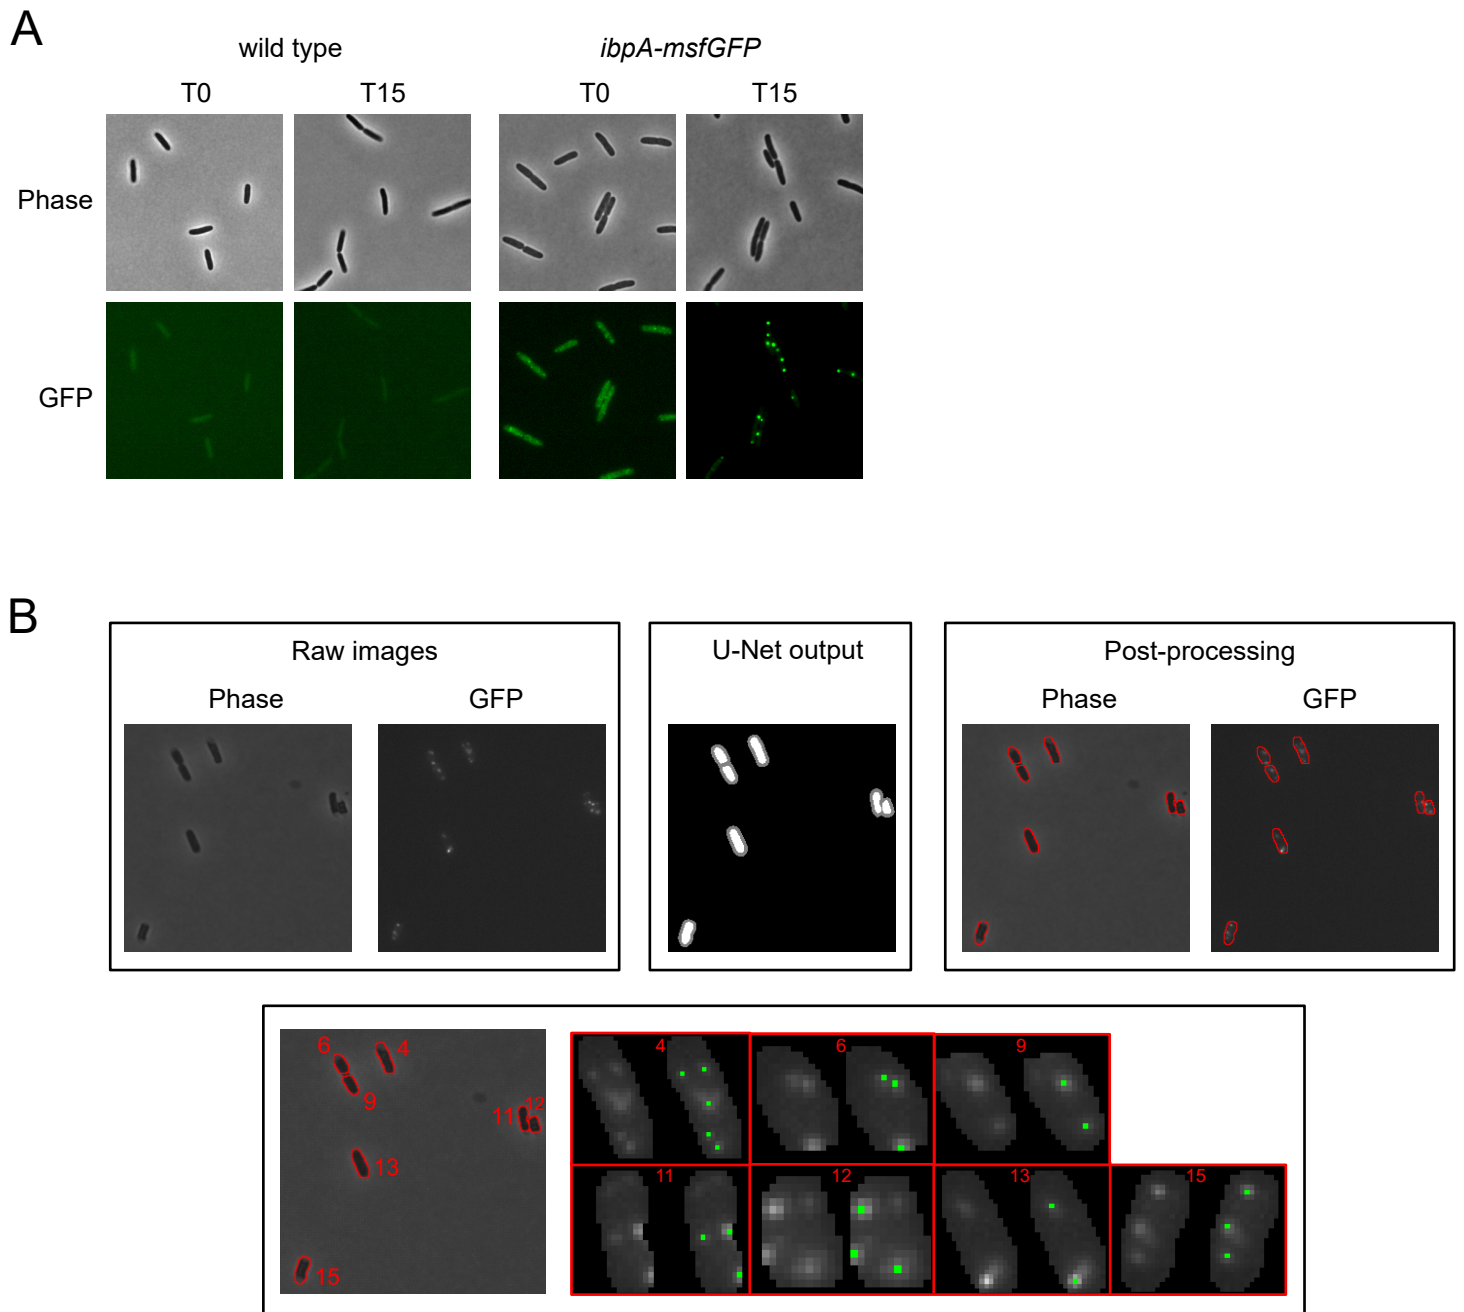 A
wild type
ibpA-msfGFP
T0
T15
T0
T15
Phase
GFP
B
Raw images
U-Net output
Post-processing
Phase
GFP
Phase
GFP
6
4
9
11
12
13
15
4
6
9
11
12
13
15